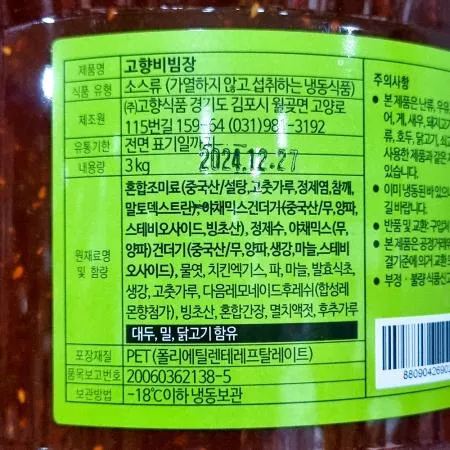 제품명 고향비빔장
식품 유형 소스류 (가열하지 않고 섭취하는 냉동식품)
제조원 (주)고향식품 경기도 김포시 월곶면 고양로
115번길 159-64 (031)981-3192
유통기한 전면 표기일까지
2024.12.27
내용량 3kg
원재료명 및 함량
혼합조미료(중국산/설탕,고춧가루,정제염,참깨,
말토덱스트린),야채믹스건더기(중국산/무,양파,
스테비오사이드,빙초산),정제수,야채믹스(무,
양파)건더기(중국산/무,양파,생강,마늘,스테비
오사이드),물엿,치킨엑기스,파,마늘,발효식초,
생강,고춧가루,다음레모네이드후레쉬(합성레
몬향첨가),빙초산,혼합간장,멸치액젓,후추가루
대두, 밀, 닭고기 함유
포장재질 PET (폴리에틸렌테레프탈레이트)
품목보고번호 20060362138-5
보관방법 -18℃이하 냉동보관
주의사항
본 제품은 난류, 우유
어, 게, 새우, 돼지고기
류, 호두, 닭고기, 쇠고
사용한 제품과 같은
있습니다.
이미 냉동된 바 있으니
길 바랍니다.
반품 및 교환: 구입처
본 제품은 공정거래위
결기준에 의거 교환
부정·불량식품신고
8809042690